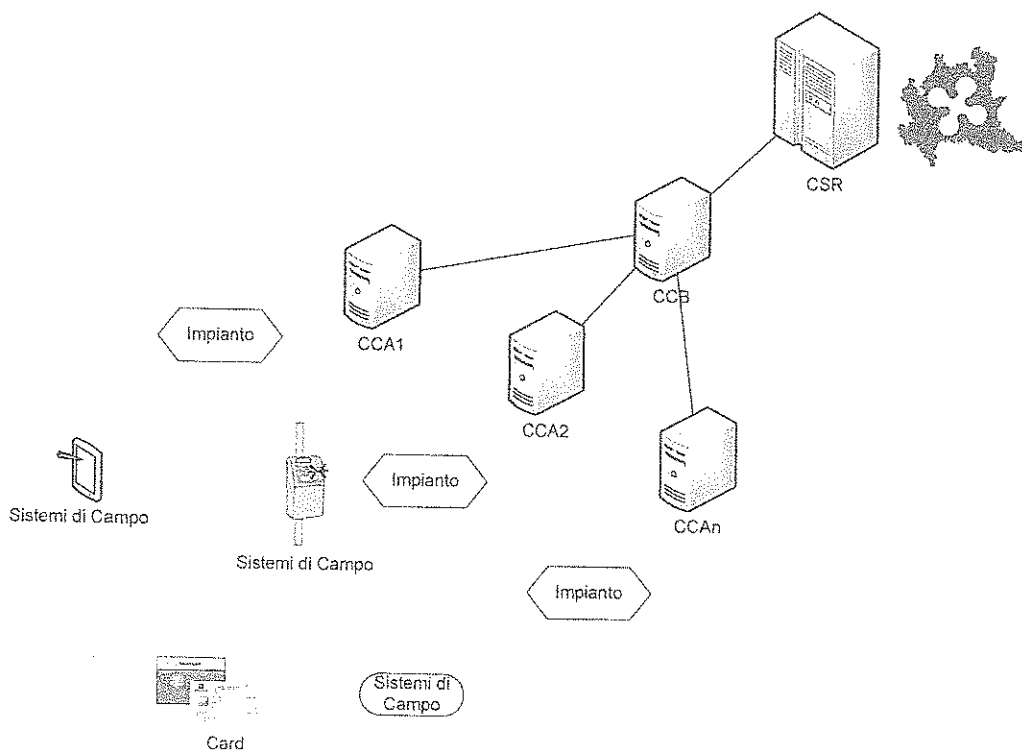 CSR
CCB
CCA1
Impianto
CCA2
Impianto
CCAn
Sistemi di Campo
Sistemi di Campo
Impianto
Sistemi di
Campo
Card